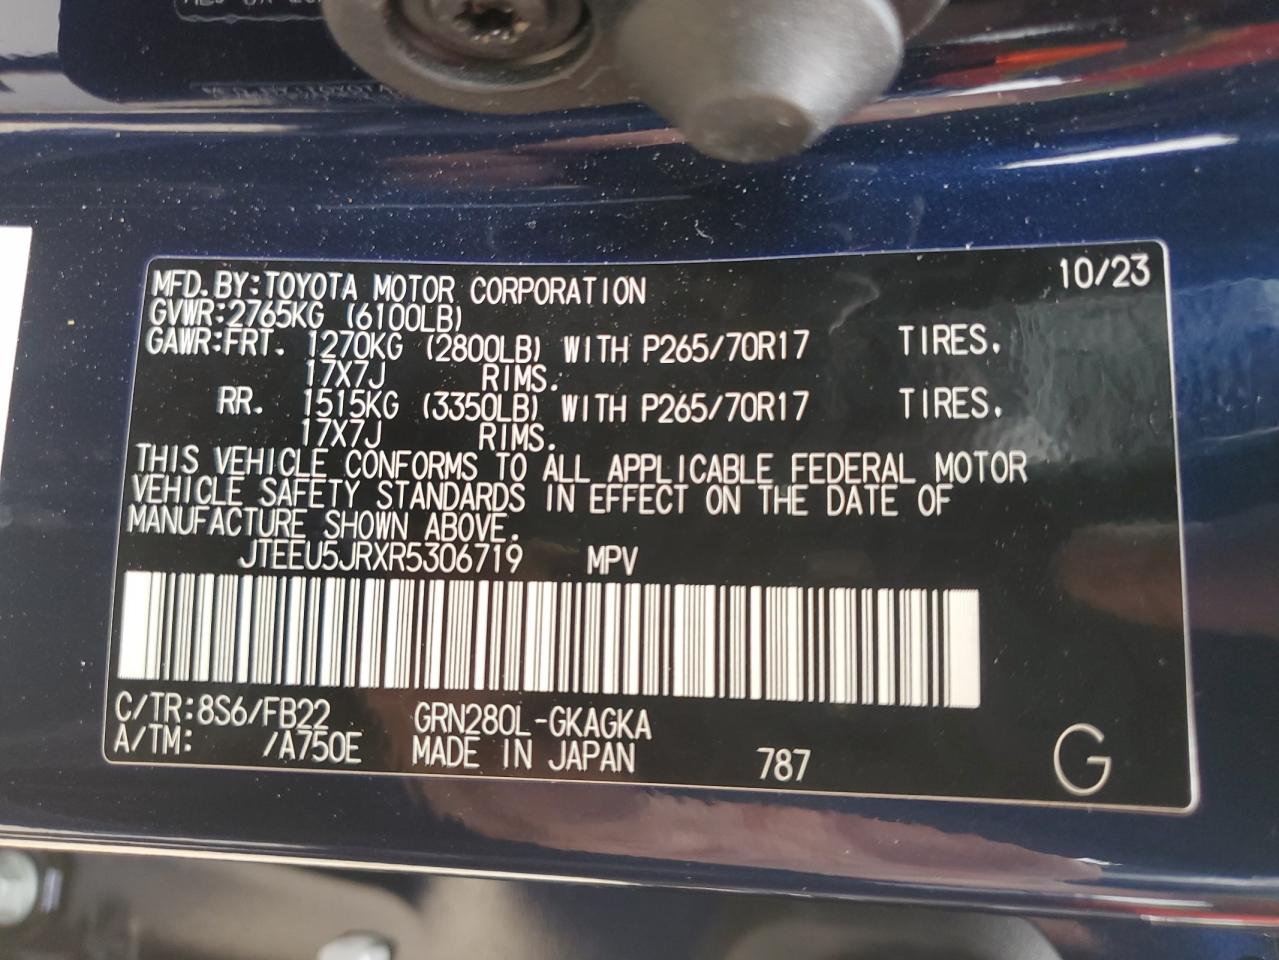 MFD. BY: TOYOTA MOTOR CORPORATION 10/23
GVWR: 2765KG (6100LB)
GAWR: FRT. 1270KG (2800LB) WITH P265/70R17 TIRES.
17X7J RIMS.
RR. 1515KG (3350LB) WITH P265/70R17 TIRES.
17X7J RIMS.
THIS VEHICLE CONFORMS TO ALL APPLICABLE FEDERAL MOTOR
VEHICLE SAFETY STANDARDS IN EFFECT ON THE DATE OF
MANUFACTURE SHOWN ABOVE.
JTEEU5JRXR5306719 MPV
C/TR: 8S6/FB22 GRN280L-GKAGKA
A/TM: /A750E MADE IN JAPAN 787 G